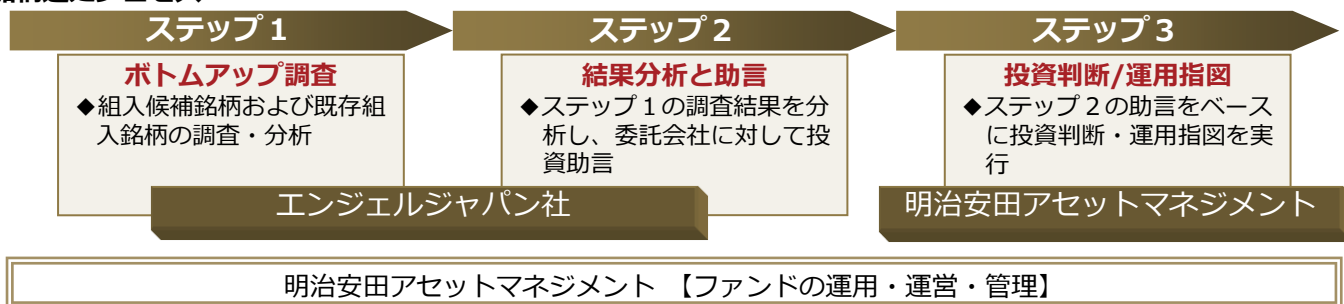 ステップ1
ステップ2
ステップ3
ボトムアップ調査
◆組入候補銘柄および既存組
入銘柄の調査・分析
結果分析と助言
◆ステップ1の調査結果を分
析し、委託会社に対して投
資助言
投資判断/運用指図
◆ステップ2の助言をベース
に投資判断・運用指図を実
行
エンジェルジャパン社
明治安田アセットマネジメント
明治安田アセットマネジメント 【ファンドの運用・運営・管理】